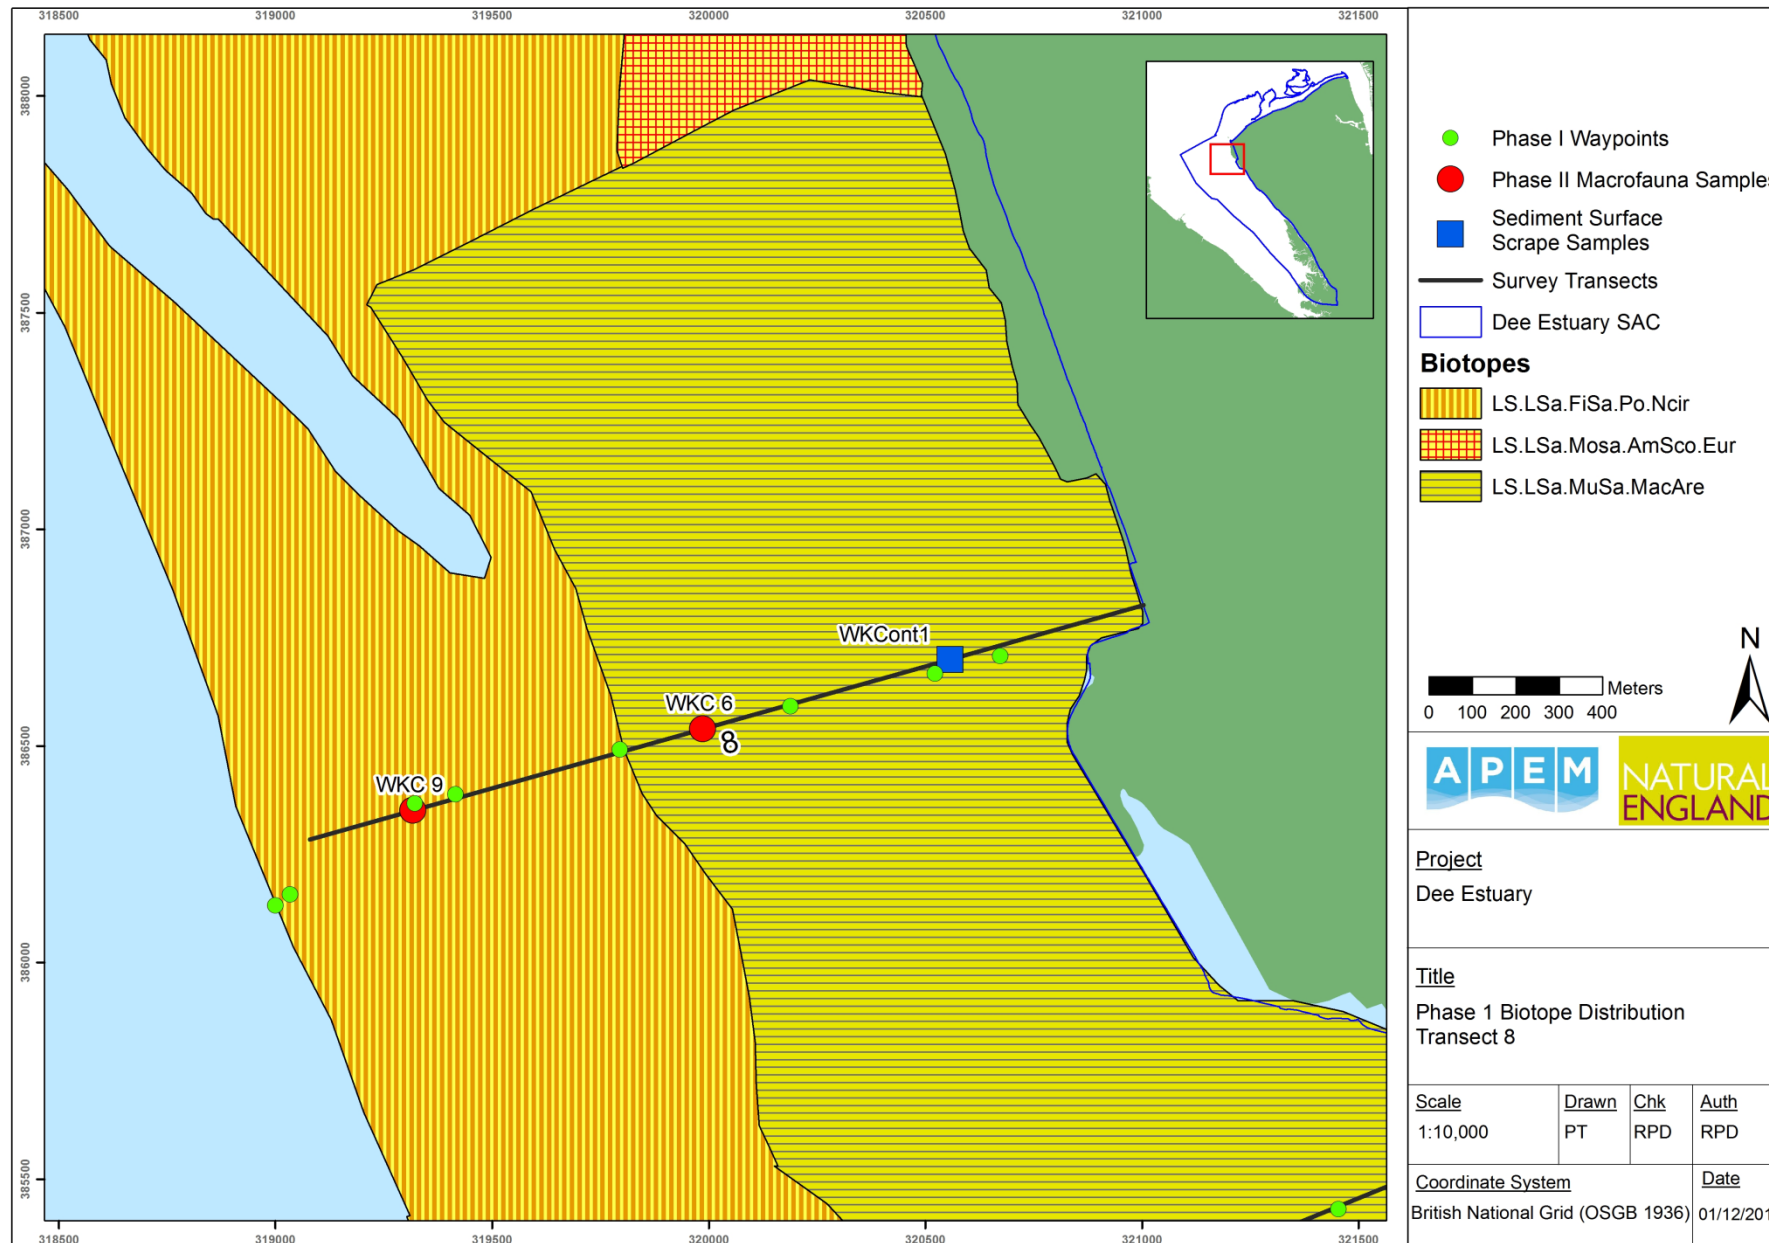 318500 319000 319500 320000 320500 321000 321500
388000
387500
387000
386500
386000
385500
318500 319000 319500 320000 320500 321000 321500
WKCont1
WKC 6
8
WKC 9
Phase I Waypoints
Phase II Macrofauna Samples
Sediment Surface
Scrape Samples
Survey Transects
Dee Estuary SAC
Biotopes
LS.LSa.FiSa.Po.Ncir
LS.LSa.Mosa.AmSco.Eur
LS.LSa.MuSa.MacAre
N
Meters
0 100 200 300 400
APEM
NATURAL
ENGLAND
Project
Dee Estuary
Title
Phase 1 Biotope Distribution
Transect 8
Scale Drawn Chk Auth
1:10,000 PT RPD RPD
Coordinate System Date
British National Grid (OSGB 1936) 01/12/201